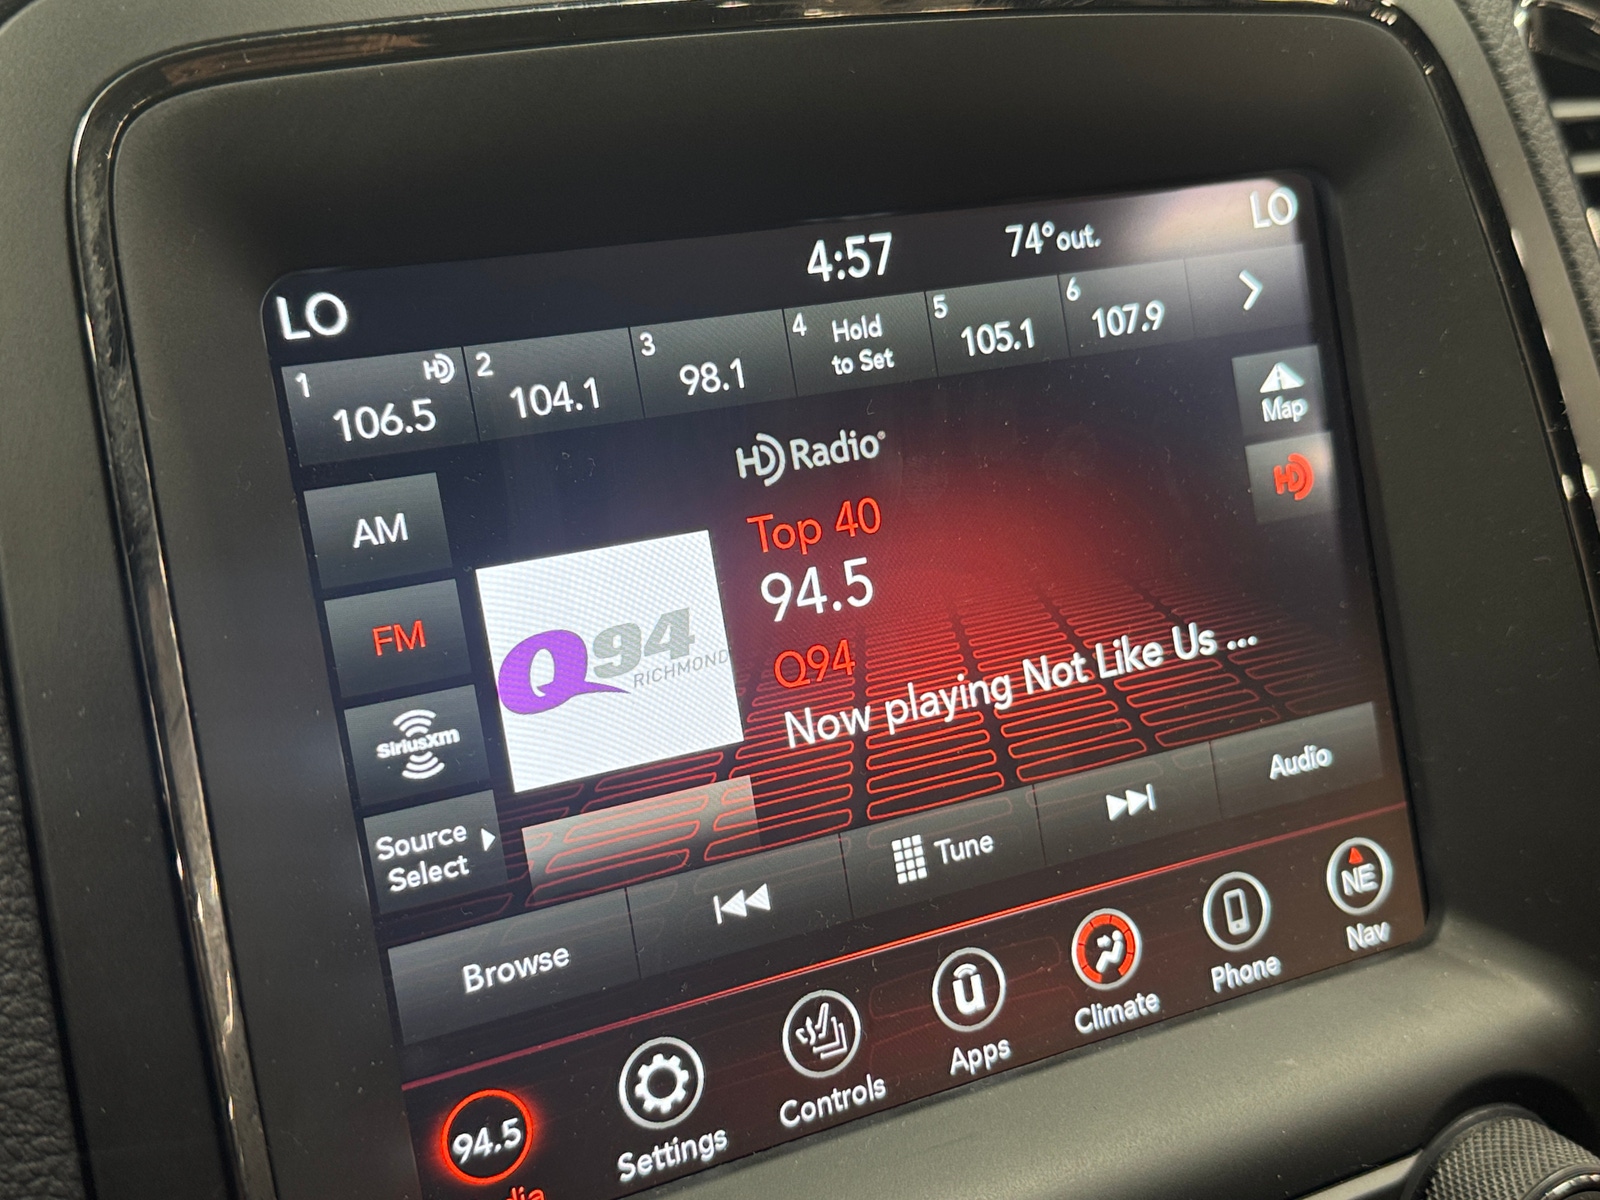 LO
4:57
74°out.
LO
1 HD 106.5
2 104.1
3 98.1
4 Hold
to Set
5 105.1
6 107.9
Map
HD Radio®
HD
AM
Top 40
94.5
FM
Q94
RICHMOND
Q94
Now playing Not Like Us ...
SiriusXM
Source
Select
Audio
Tune
Browse
NE
Nav
Phone
Climate
Apps
Controls
Settings
94.5